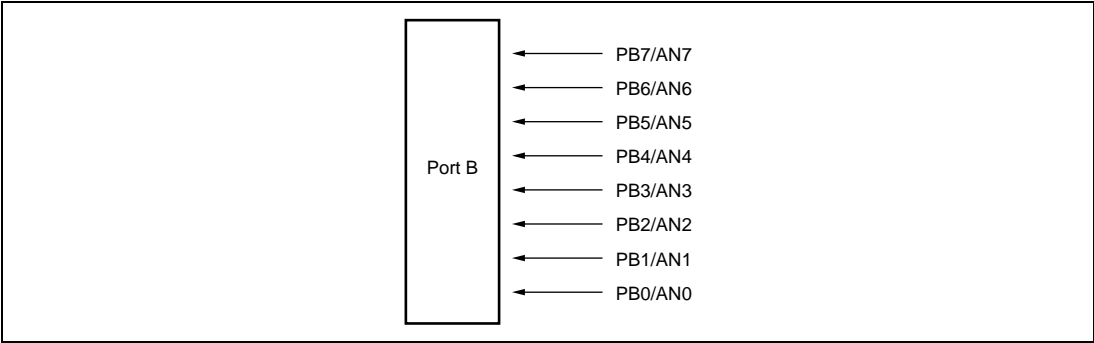 PB7/AN7
PB6/AN6
PB5/AN5
PB4/AN4
Port B
PB3/AN3
PB2/AN2
PB1/AN1
PB0/AN0